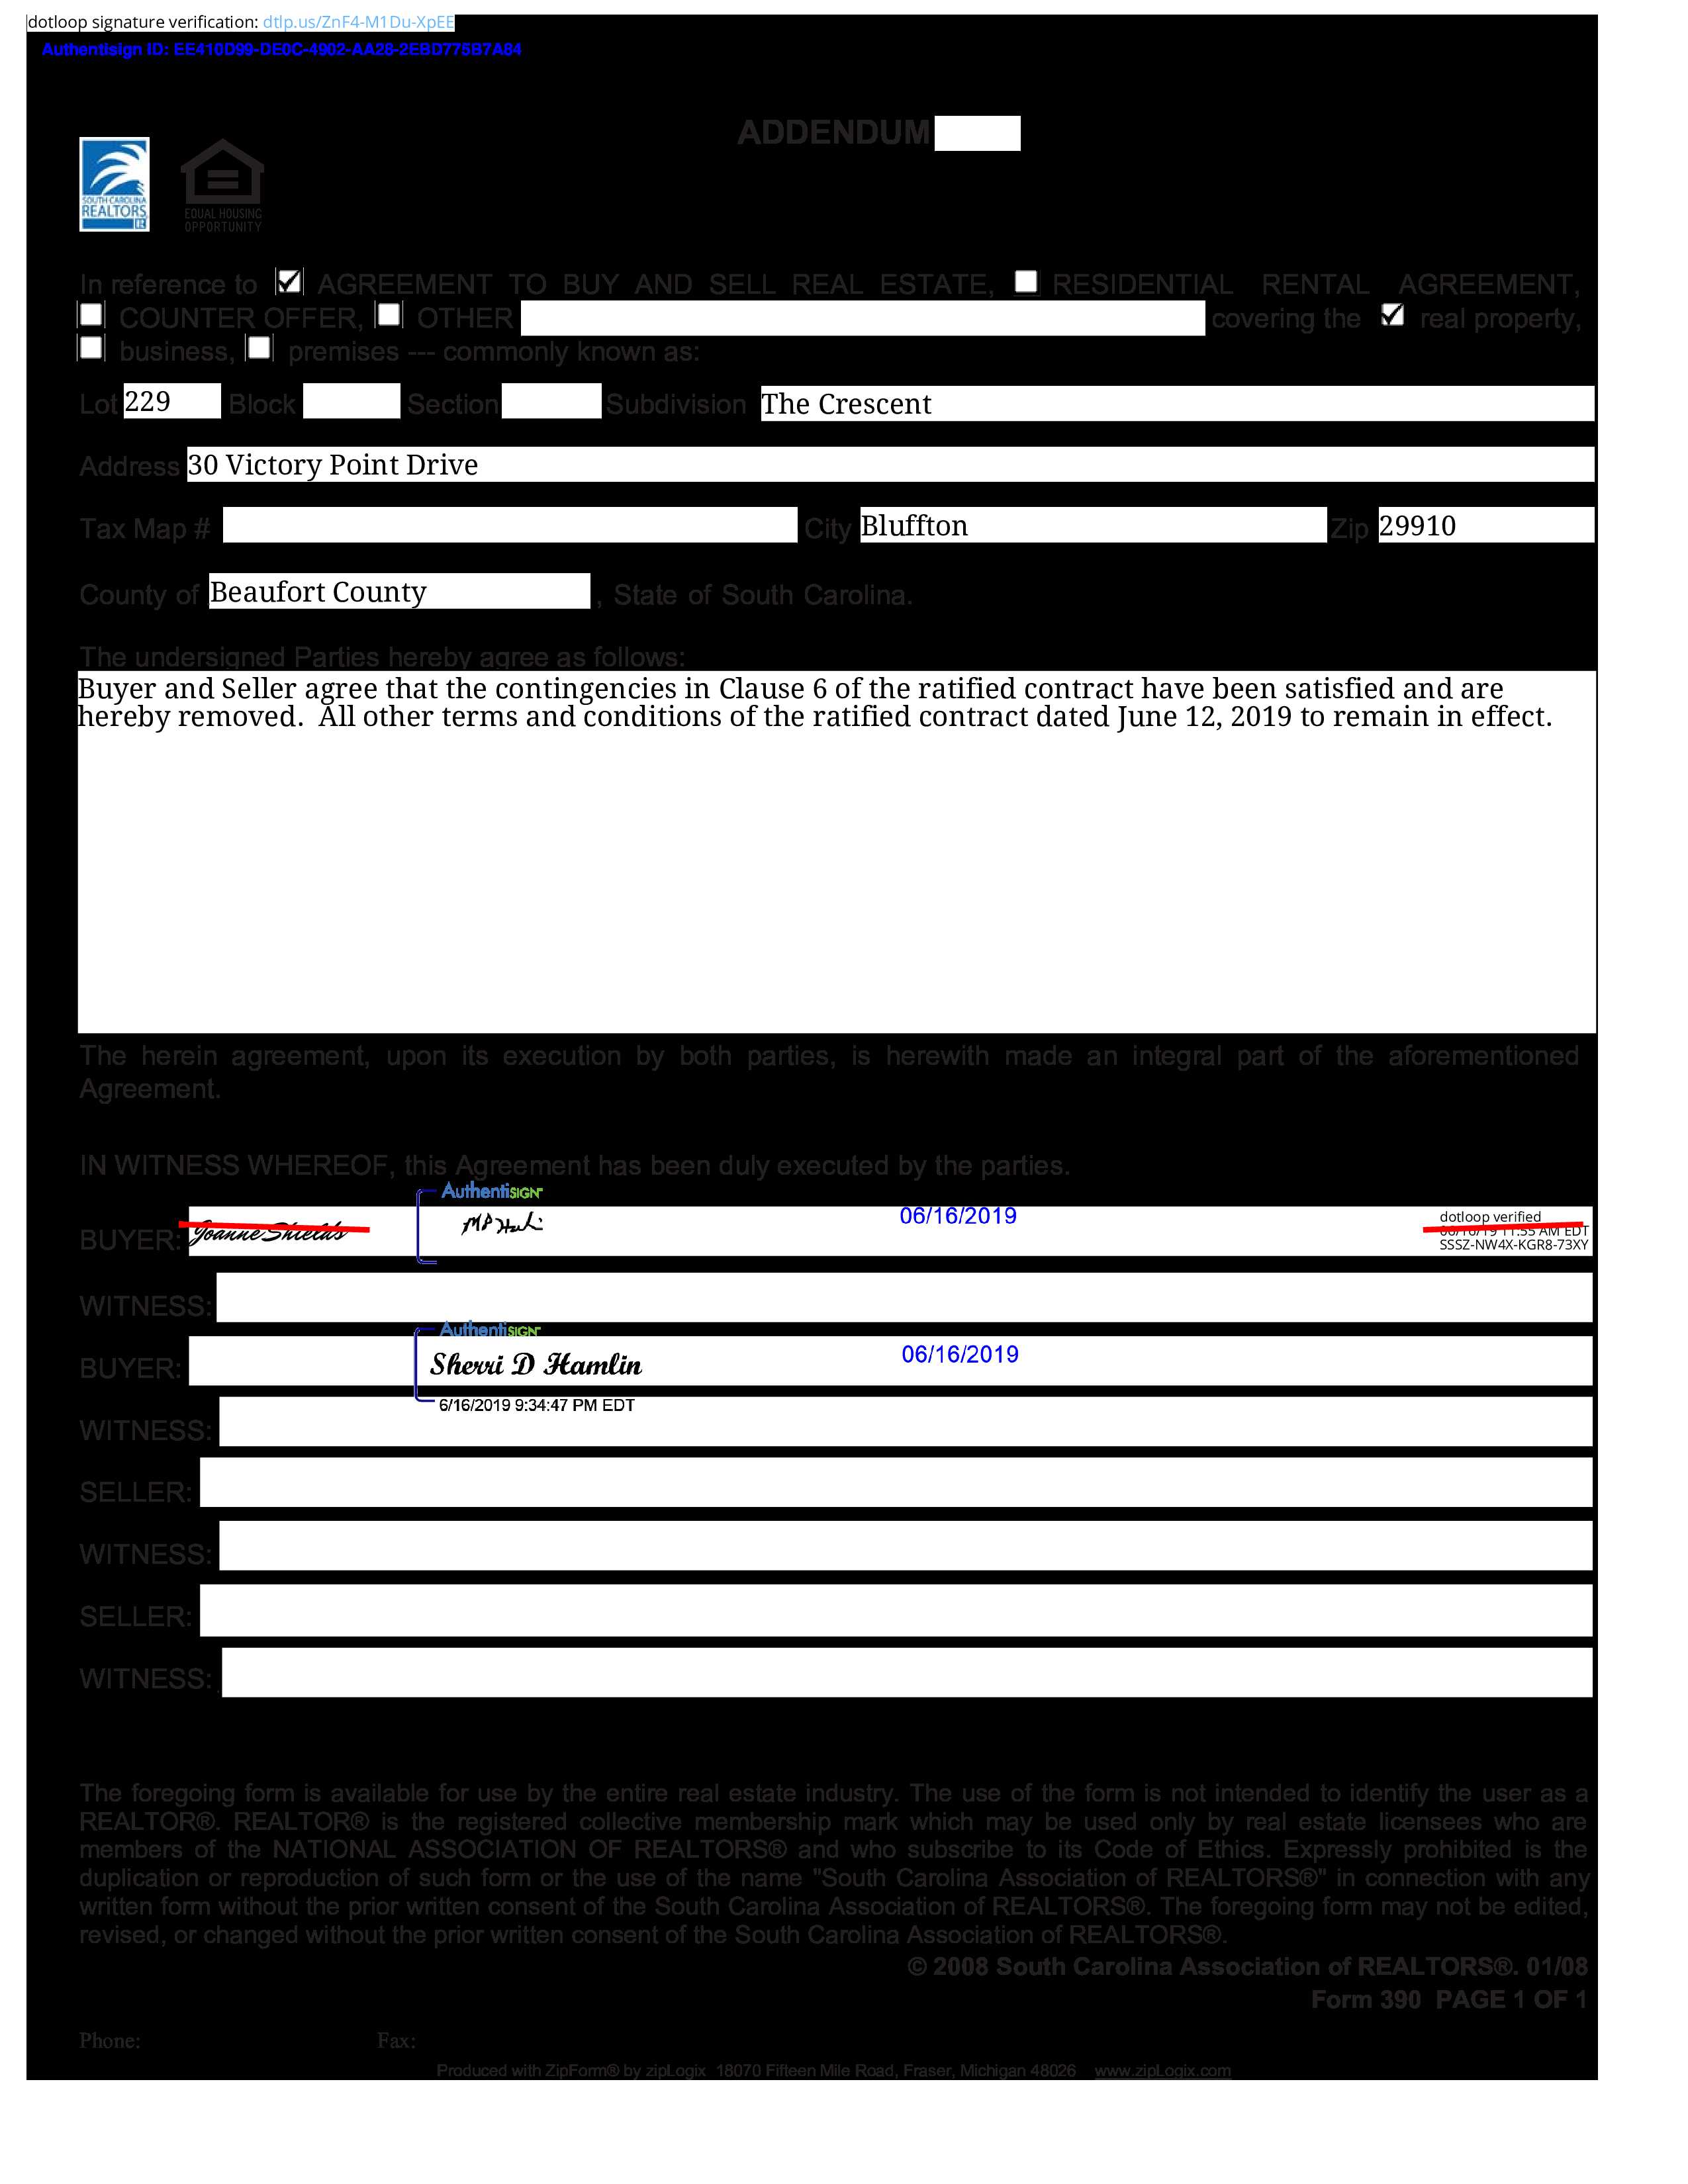 dotloop signature verification: dtlp.us/ZnF4-M1Du-XpEE
Authentisign ID: EE410D99-DE0C-4902-AA28-2EBD775B7A84
ADDENDUM
SOUTH CAROLINA
REALTORS
EQUAL HOUSING
OPPORTUNITY
In reference to AGREEMENT TO BUY AND SELL REAL ESTATE, RESIDENTIAL RENTAL AGREEMENT,
COUNTER OFFER, OTHER covering the real property,
business, premises --- commonly known as:
Lot 229 Block Section Subdivision The Crescent
Address 30 Victory Point Drive
Tax Map # City Bluffton Zip 29910
County of Beaufort County , State of South Carolina.
The undersigned Parties hereby agree as follows:
Buyer and Seller agree that the contingencies in Clause 6 of the ratified contract have been satisfied and are
hereby removed.  All other terms and conditions of the ratified contract dated June 12, 2019 to remain in effect.
The herein agreement, upon its execution by both parties, is herewith made an integral part of the aforementioned
Agreement.
IN WITNESS WHEREOF, this Agreement has been duly executed by the parties.
AuthentiSIGN
BUYER: Joanne Shields 06/16/2019 dotloop verified
06/16/19 11:55 AM EDT
SSSZ-NW4X-KGR8-73XY
WITNESS:
AuthentiSIGN
BUYER: Sherri D Hamlin 06/16/2019
6/16/2019 9:34:47 PM EDT
WITNESS:
SELLER:
WITNESS:
SELLER:
WITNESS:
The foregoing form is available for use by the entire real estate industry. The use of the form is not intended to identify the user as a
REALTOR®. REALTOR® is the registered collective membership mark which may be used only by real estate licensees who are
members of the NATIONAL ASSOCIATION OF REALTORS® and who subscribe to its Code of Ethics. Expressly prohibited is the
duplication or reproduction of such form or the use of the name "South Carolina Association of REALTORS®" in connection with any
written form without the prior written consent of the South Carolina Association of REALTORS®. The foregoing form may not be edited,
revised, or changed without the prior written consent of the South Carolina Association of REALTORS®.
© 2008 South Carolina Association of REALTORS®. 01/08
Form 390 PAGE 1 OF 1
Phone: Fax:
Produced with ZipForm® by zipLogix 18070 Fifteen Mile Road, Fraser, Michigan 48026 www.zipLogix.com